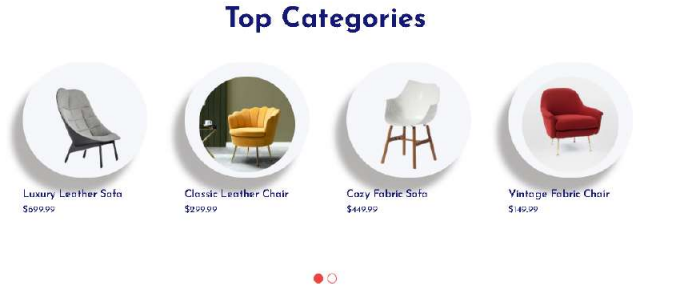 Top Categories
Luxury Leather Sofa
$699.99
Classic Leather Chair
$299.99
Cozy Fabric Sofa
$449.99
Vintage Fabric Chair
$149.99